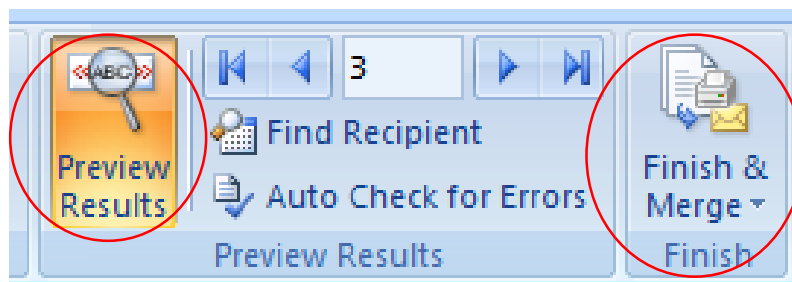 «ABC»
Preview
Results
3
Find Recipient
Auto Check for Errors
Preview Results
Finish &
Merge
Finish